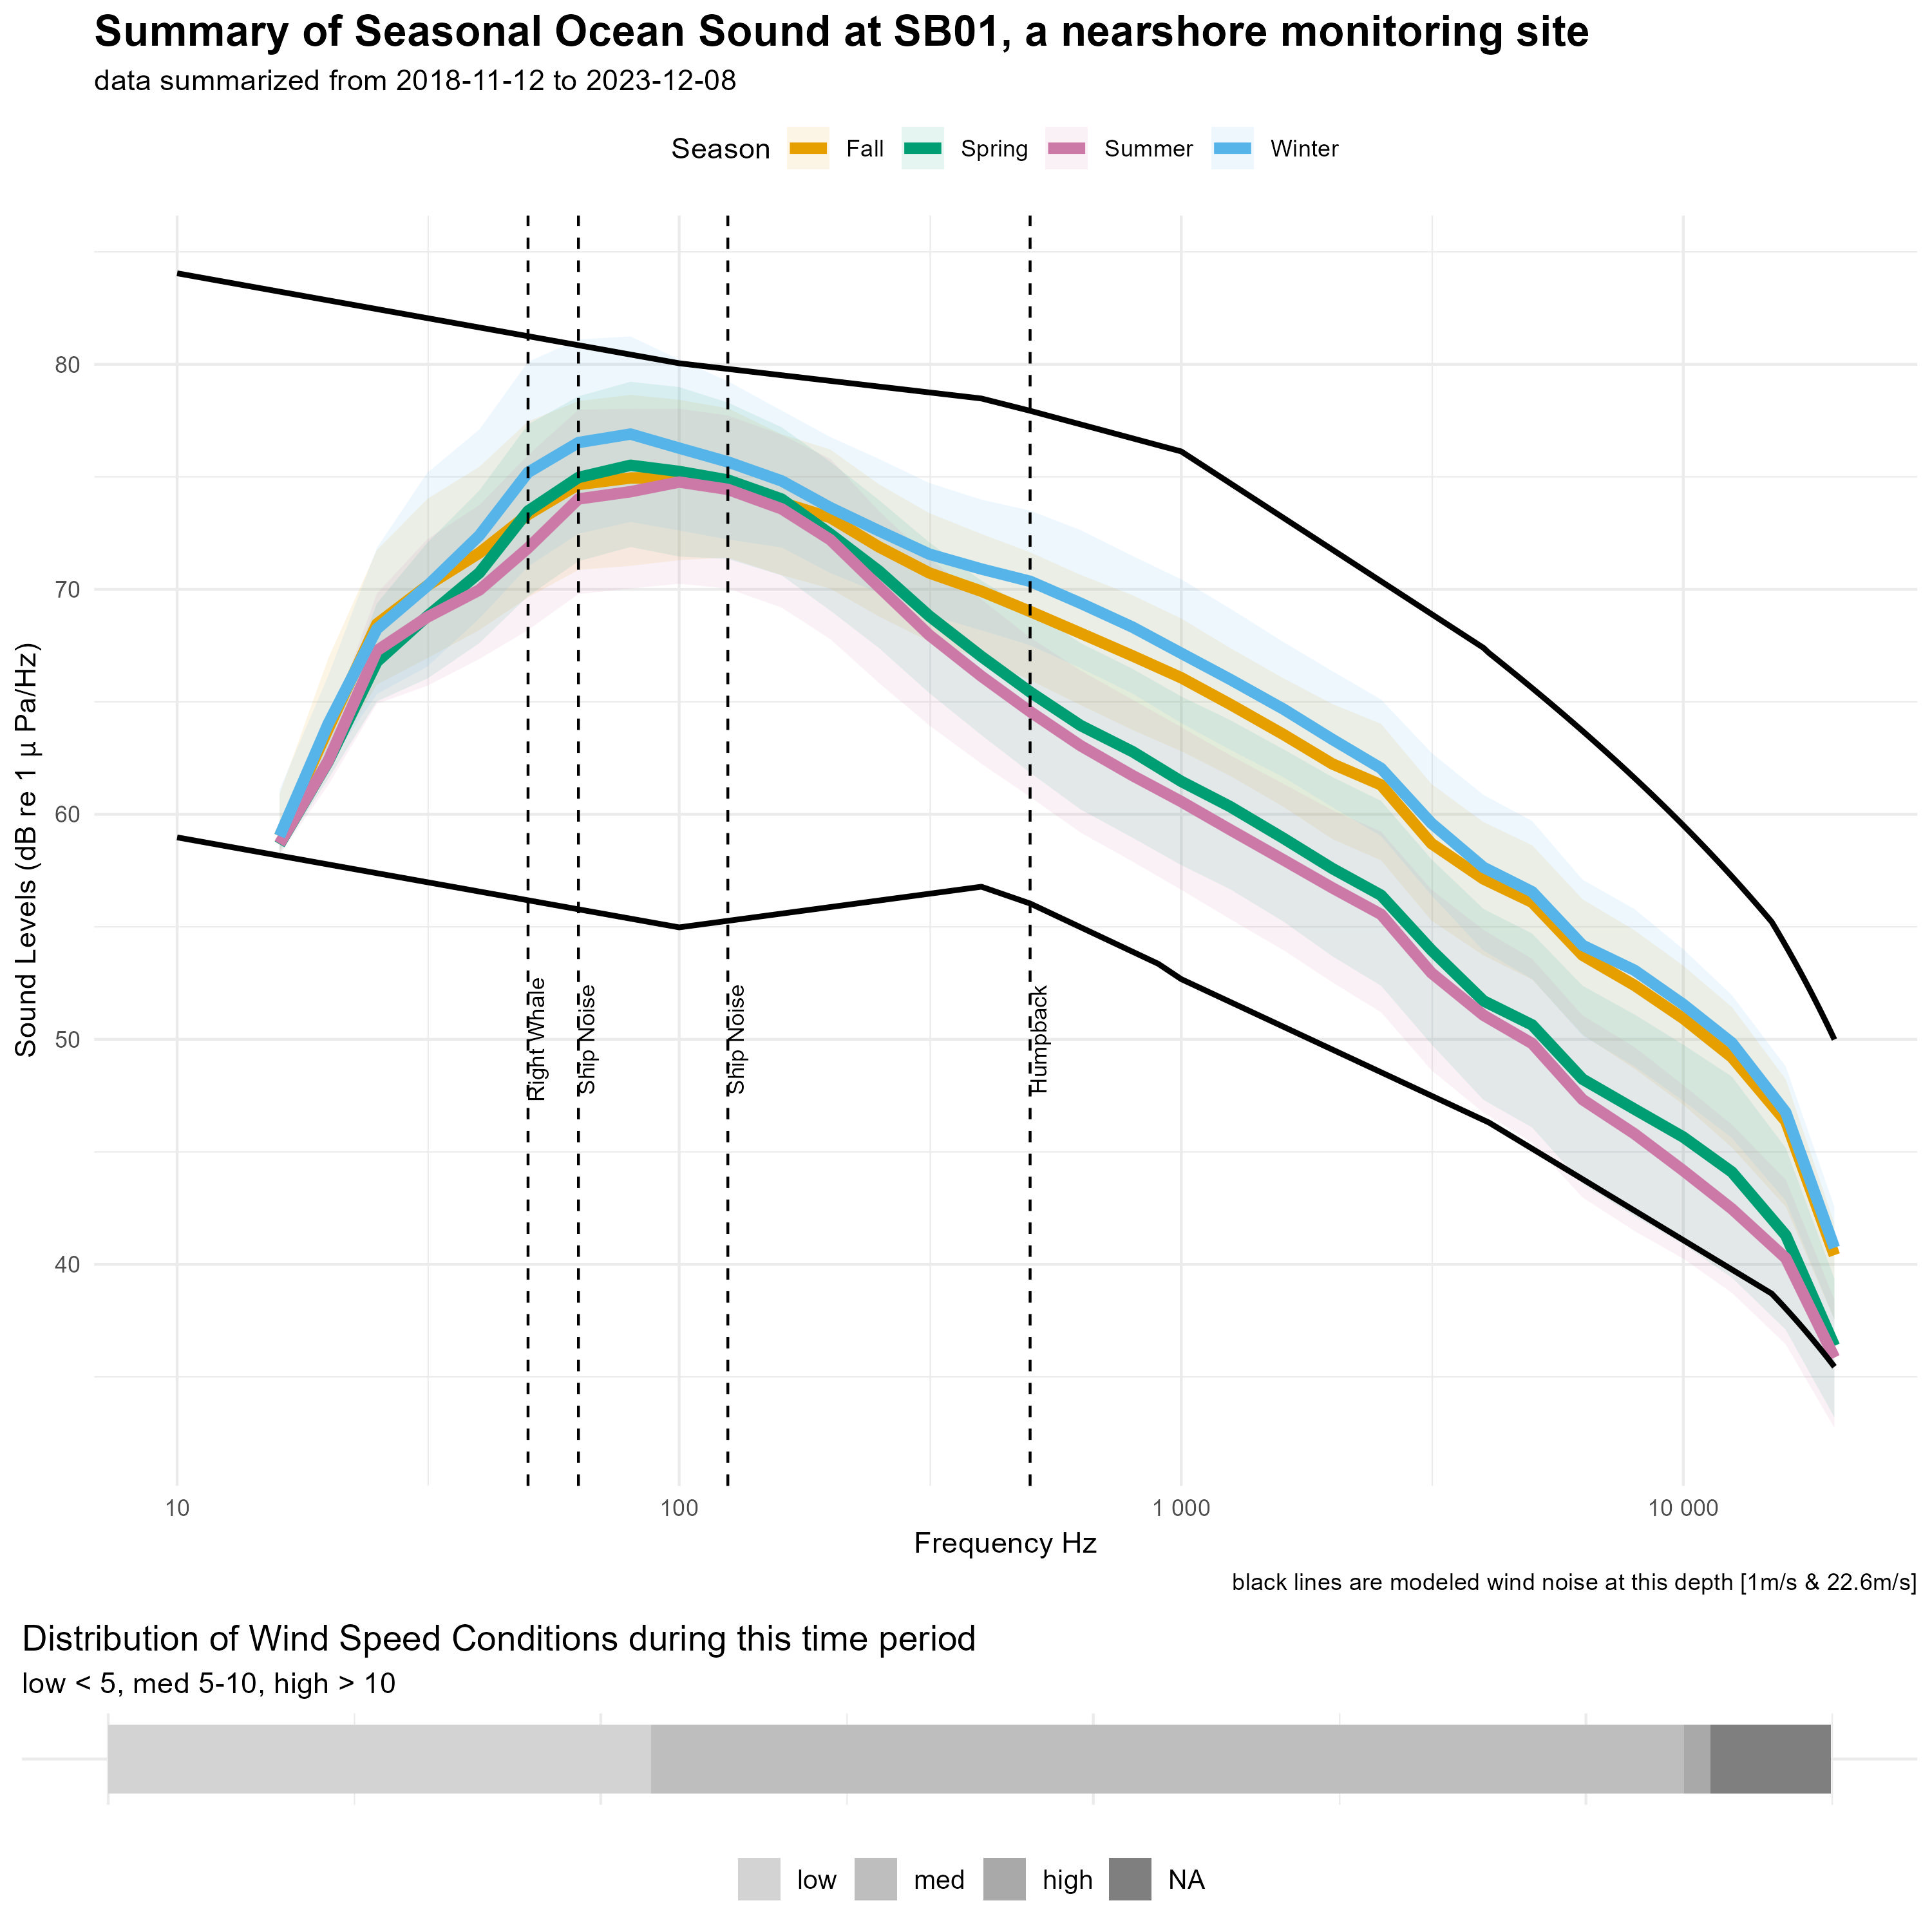 Summary of Seasonal Ocean Sound at SB01, a nearshore monitoring site
data summarized from 2018-11-12 to 2023-12-08
Season Fall Spring Summer Winter
Sound Levels (dB re 1 µ Pa/Hz)
80
70
60
50
40
Right Whale
Ship Noise
Ship Noise
Humpback
10 100 1 000 10 000
Frequency Hz
black lines are modeled wind noise at this depth [1m/s & 22.6m/s]
Distribution of Wind Speed Conditions during this time period
low < 5, med 5-10, high > 10
low med high NA